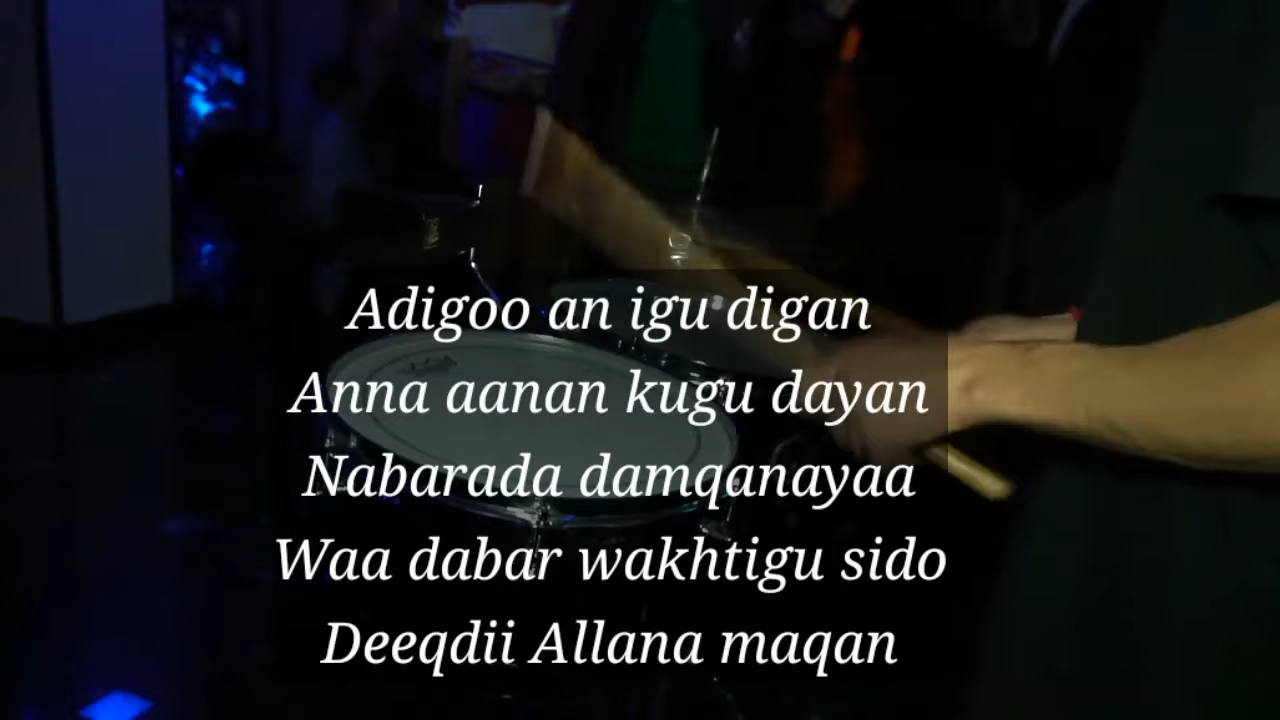 Adigoo an igu digan
Anna aanan kugu dayan
Nabarada damqanayaa
Waa dabar wakhtigu sido
Deeqdii Allana maqan